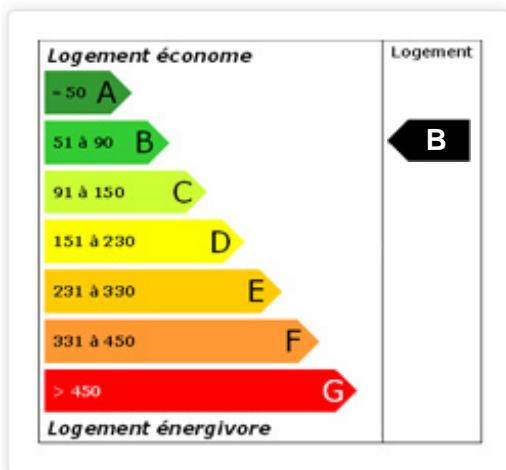 Logement économe
Logement
- 50 A
51 à 90 B
B
91 à 150 C
151 à 230 D
231 à 330 E
331 à 450 F
> 450 G
Logement énergivore